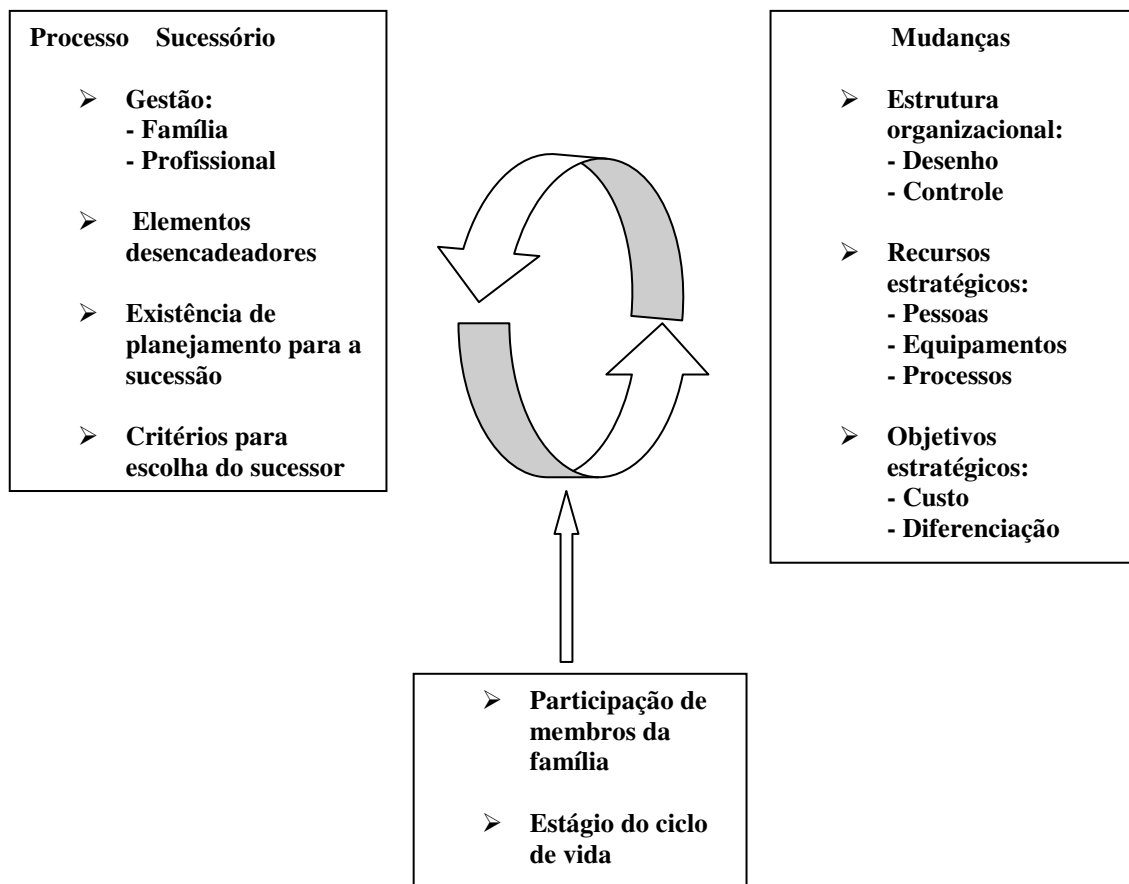 Processo Sucessório
➢ Gestão:
- Família
- Profissional
➢ Elementos
desencadeadores
➢ Existência de
planejamento para a
sucessão
➢ Critérios para
escolha do sucessor
Mudanças
➢ Estrutura
organizacional:
- Desenho
- Controle
➢ Recursos
estratégicos:
- Pessoas
- Equipamentos
- Processos
➢ Objetivos
estratégicos:
- Custo
- Diferenciação
➢ Participação de
membros da
família
➢ Estágio do ciclo
de vida